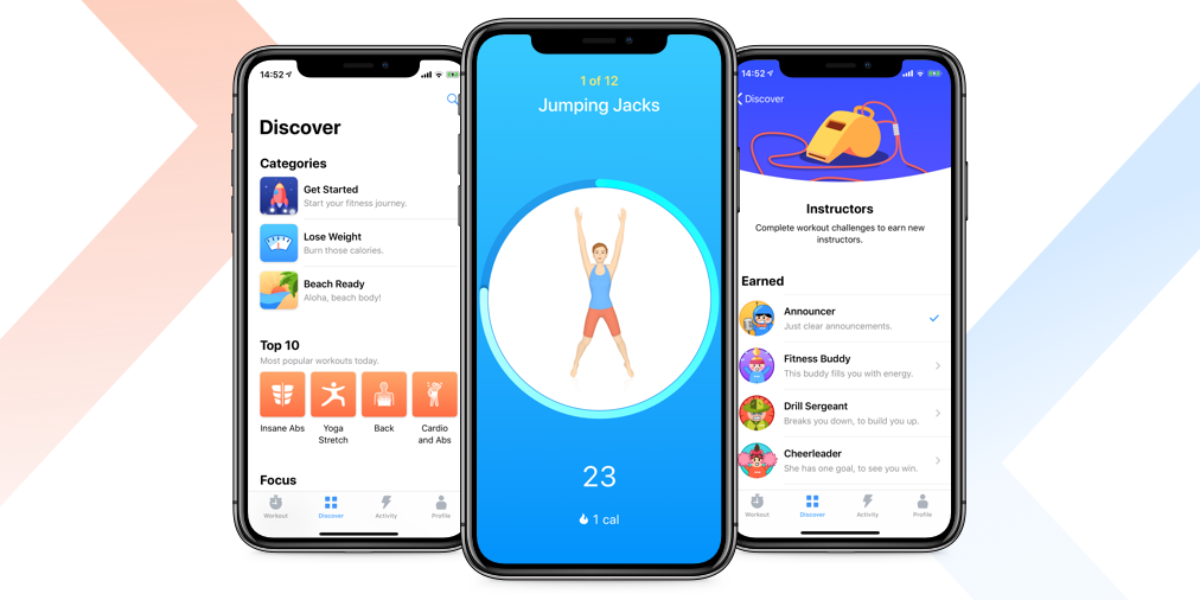 14:52
Discover
Categories
Get Started
Start your fitness journey.
Lose Weight
Burn those calories.
Beach Ready
Aloha, beach body!
Top 10
Most popular workouts today.
Insane Abs
Yoga
Stretch
Back
Cardio
and Abs
Focus
Workout
Discover
Activity
Profile
1 of 12
Jumping Jacks
23
1 cal
14:52
Discover
Instructors
Complete workout challenges to earn new
instructors.
Earned
Announcer
Just clear announcements.
Fitness Buddy
This buddy fills you with energy.
Drill Sergeant
Breaks you down, to build you up.
Cheerleader
She has one goal, to see you win.
Workout
Discover
Activity
Profile